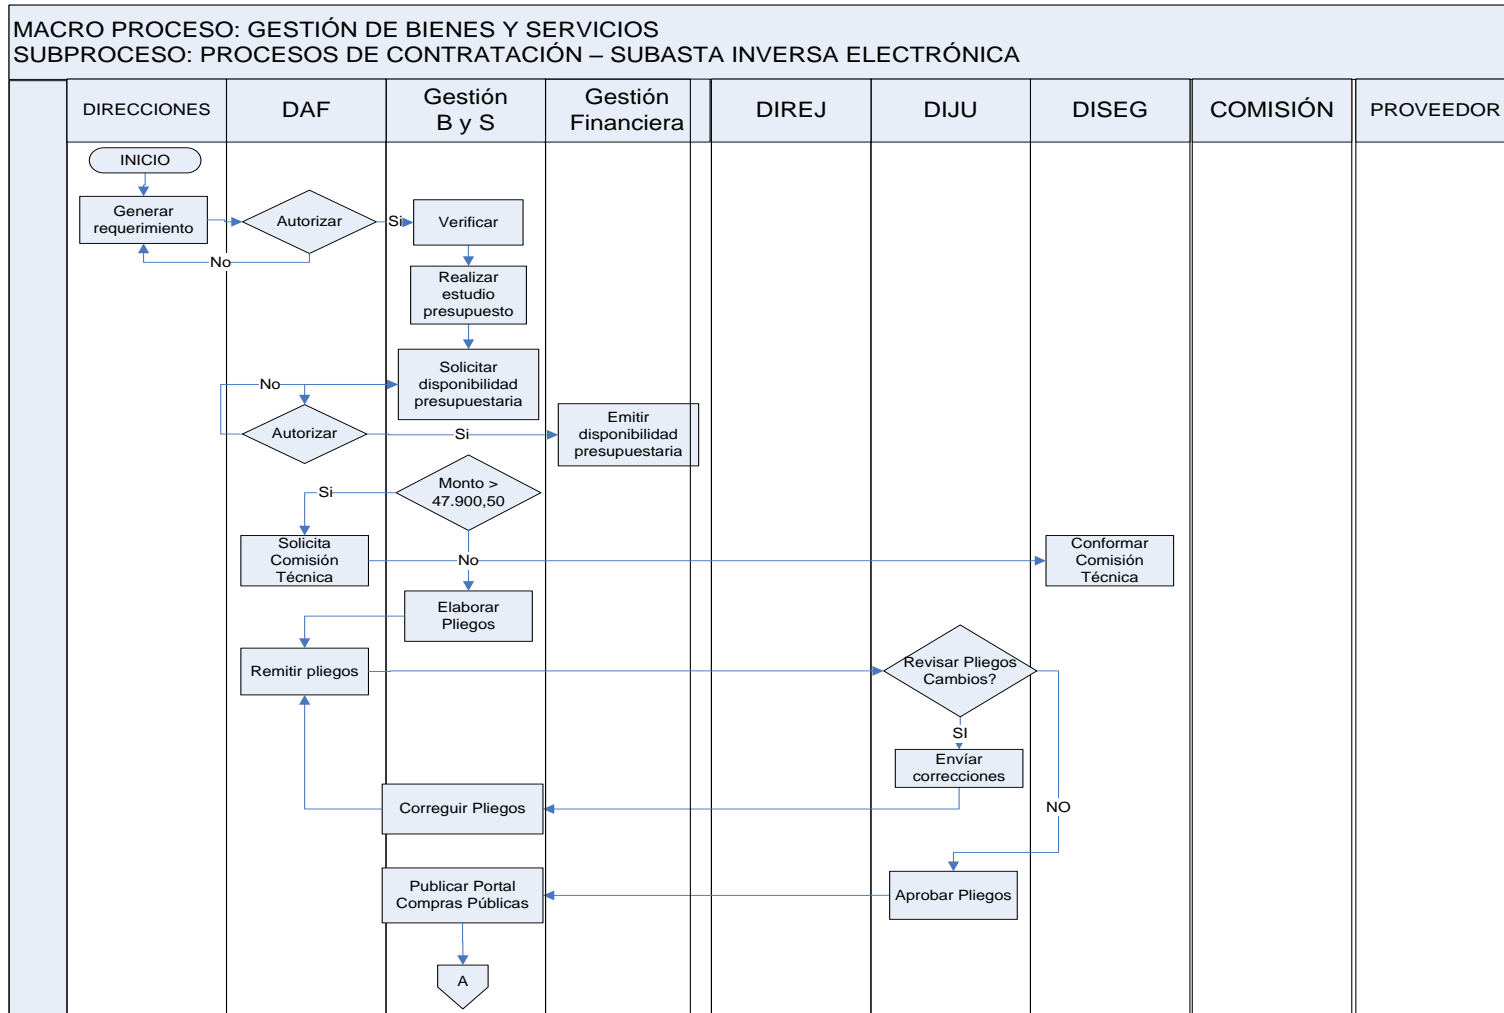 MACRO PROCESO: GESTIÓN DE BIENES Y SERVICIOS
SUBPROCESO: PROCESOS DE CONTRATACIÓN – SUBASTA INVERSA ELECTRÓNICA
DIRECCIONES
DAF
Gestión
B y S
Gestión
Financiera
DIREJ
DIJU
DISEG
COMISIÓN
PROVEEDOR
INICIO
Generar
requerimiento
Autorizar
Si
Verificar
No
Realizar
estudio
presupuesto
Solicitar
disponibilidad
presupuestaria
No
Autorizar
Si
Emitir
disponibilidad
presupuestaria
Monto >
47.900,50
Si
Solicita
Comisión
Técnica
No
Conformar
Comisión
Técnica
Elaborar
Pliegos
Remitir pliegos
Revisar Pliegos
Cambios?
SI
Envíar
correcciones
NO
Correguir Pliegos
Publicar Portal
Compras Públicas
Aprobar Pliegos
A